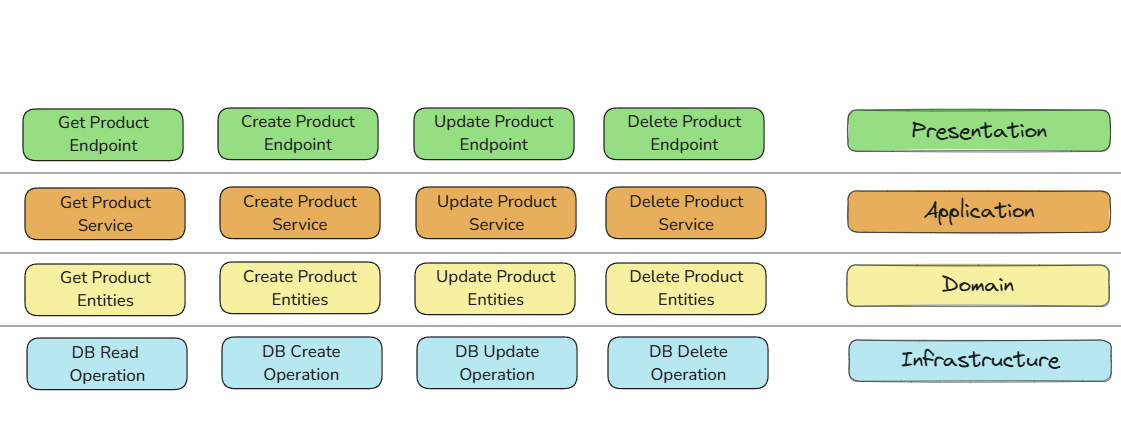 Get Product
Endpoint
Create Product
Endpoint
Update Product
Endpoint
Delete Product
Endpoint
Presentation
Get Product
Service
Create Product
Service
Update Product
Service
Delete Product
Service
Application
Get Product
Entities
Create Product
Entities
Update Product
Entities
Delete Product
Entities
Domain
DB Read
Operation
DB Create
Operation
DB Update
Operation
DB Delete
Operation
Infrastructure